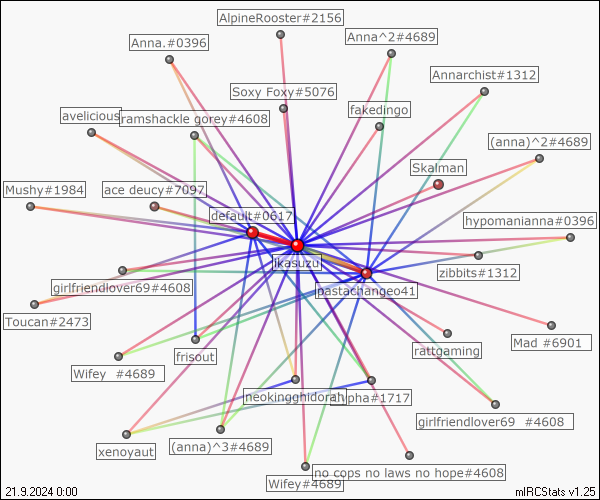 AlpineRooster#2156
Anna.#0396
Anna^2#4689
Annarchist#1312
Soxy Foxy#5076
fakedingo
avelicious
ramshackle gorey#4608
(anna)^2#4689
Skalman
Mushy#1984
ace deucy#7097
default#0617
hypomanianna#0396
ikasuzu
zibbits#1312
girlfriendlover69#4608
pastachangeo41
Toucan#2473
Mad #6901
frisout
rattgaming
Wifey #4689
neokingghidorah
pha#1717
girlfriendlover69 #4608
xenoyaut
(anna)^3#4689
no cops no laws no hope#4608
Wifey#4689
21.9.2024 0:00
mIRCStats v1.25